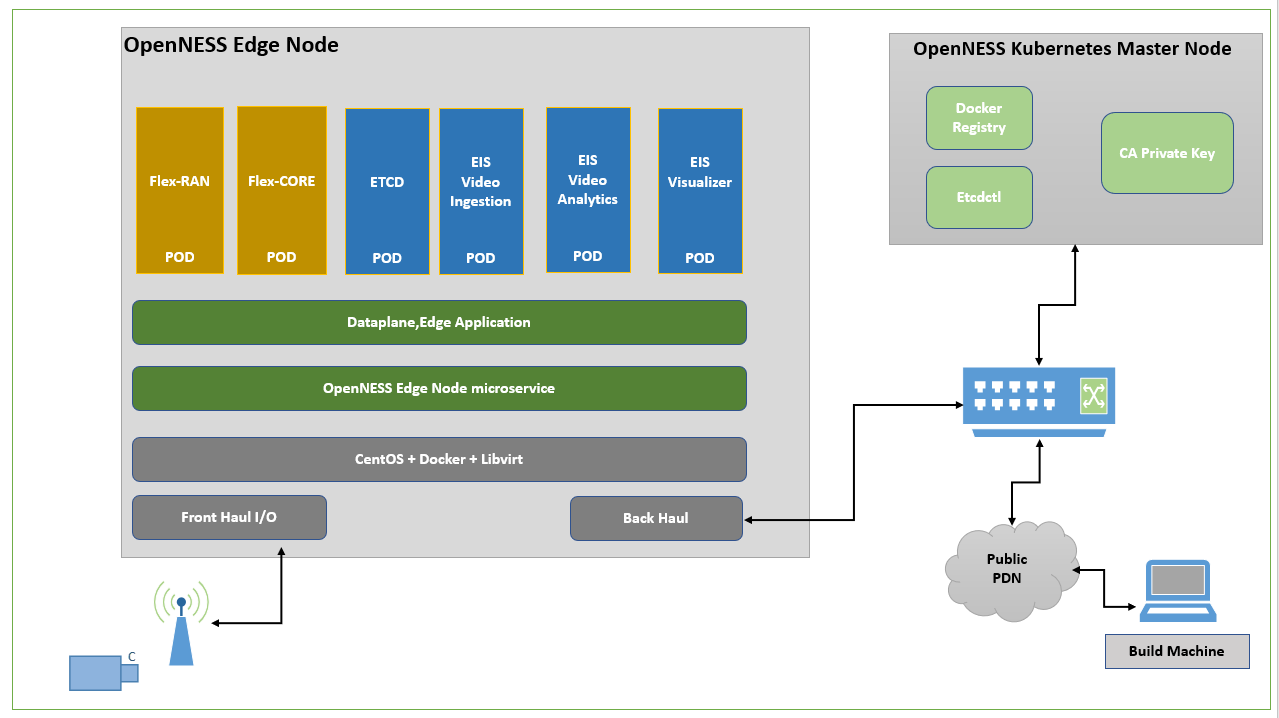 OpenNESS Edge Node
Flex-RAN
POD
Flex-CORE
POD
ETCD
POD
EIS
Video
Ingestion
POD
EIS
Video
Analytics
POD
EIS
Visualizer
POD
Dataplane,Edge Application
OpenNESS Edge Node microservice
CentOS + Docker + Libvirt
Front Haul I/O
Back Haul
C
OpenNESS Kubernetes Master Node
Docker
Registry
Etcdctl
CA Private Key
Public
PDN
Build Machine